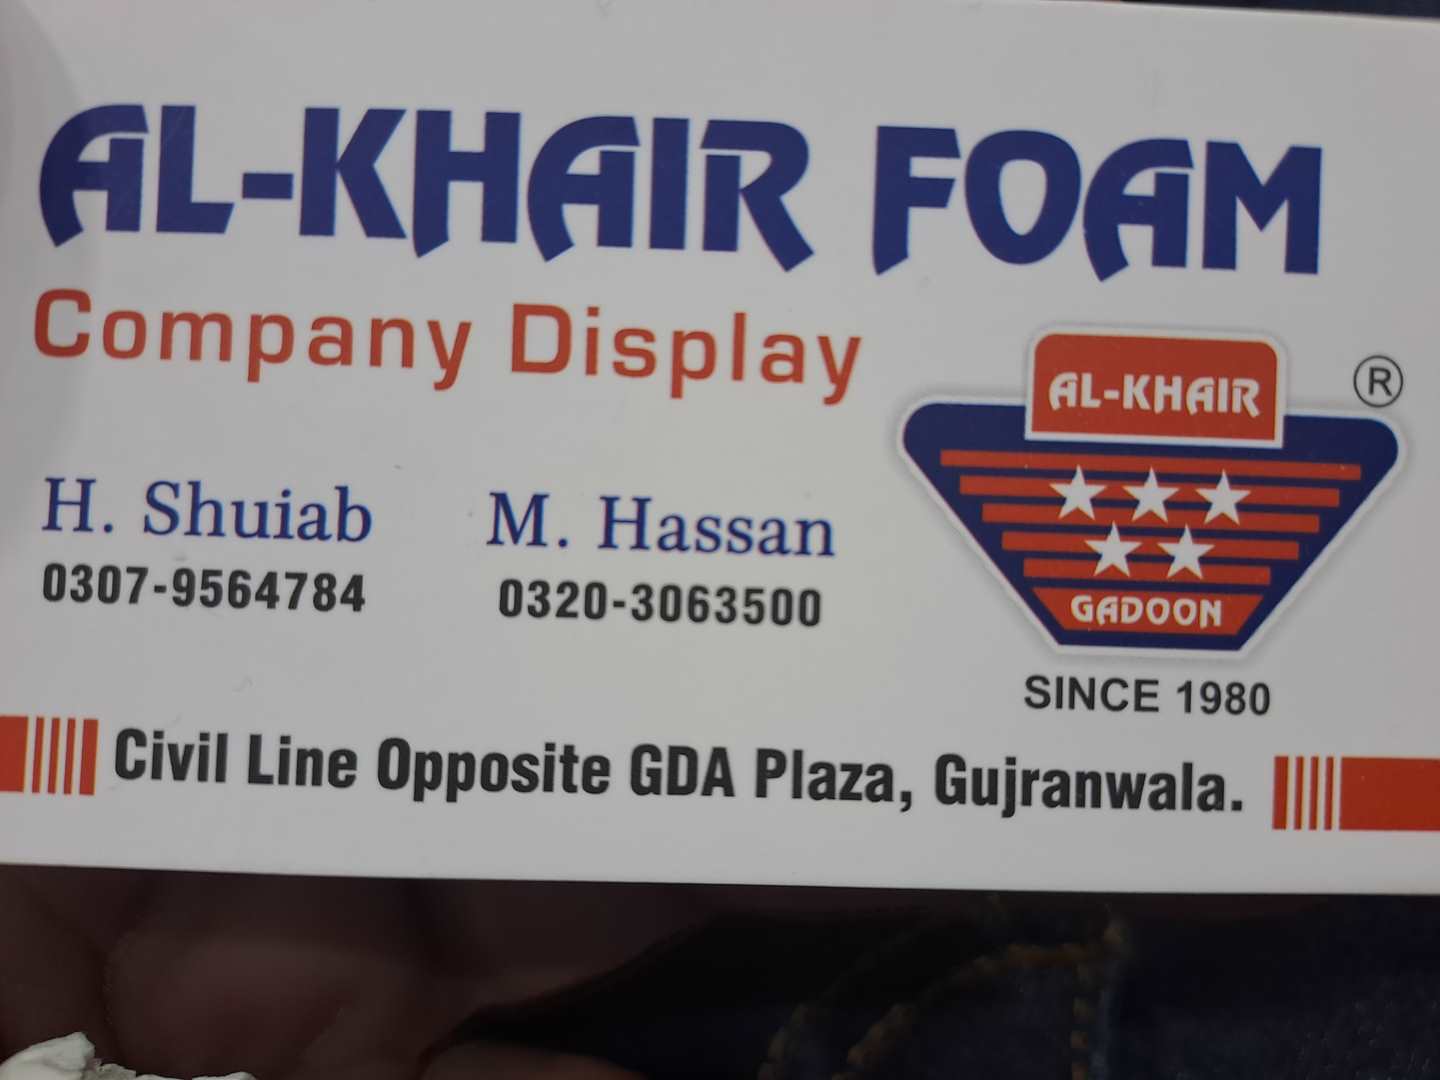 AL-KHAIR FOAM
Company Display
AL-KHAIR
®
GADOON
SINCE 1980
H. Shuiab
0307-9564784
M. Hassan
0320-3063500
Civil Line Opposite GDA Plaza, Gujranwala.